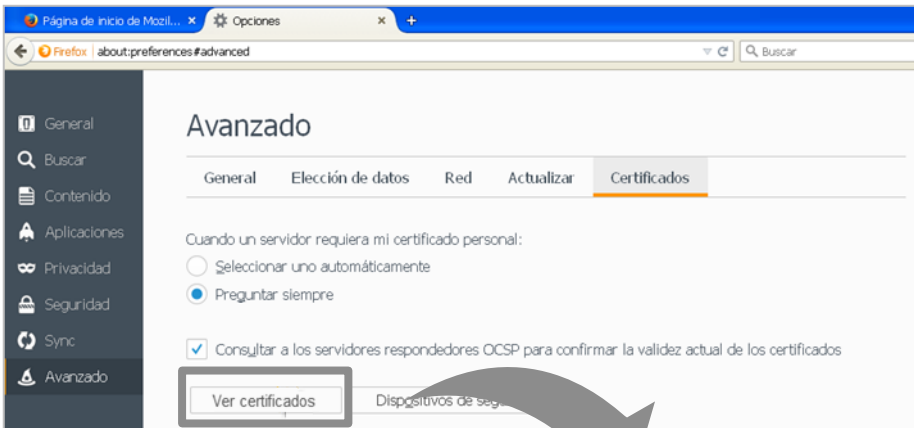 Página de inicio de Mozil...
Opciones
Firefox
about:preferences#advanced
Buscar
General
Buscar
Contenido
Aplicaciones
Privacidad
Seguridad
Sync
Avanzado
Avanzado
General Elección de datos Red Actualizar Certificados
Cuando un servidor requiera mi certificado personal:
Seleccionar uno automáticamente
Preguntar siempre
Consultar a los servidores respondedores OCSP para confirmar la validez actual de los certificados
Ver certificados
Dispositivos de